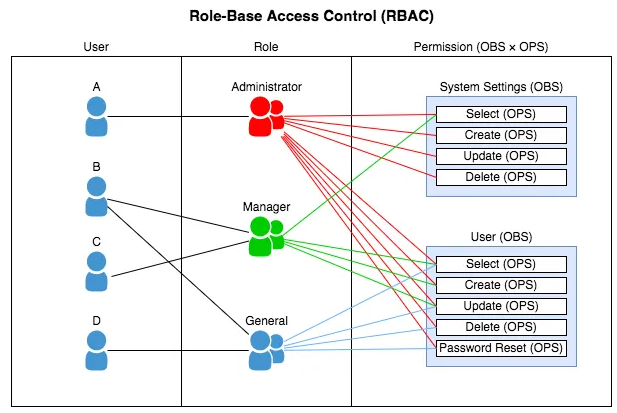 Role-Base Access Control (RBAC)
User
Role
Permission (OBS × OPS)
A
Administrator
System Settings (OBS)
Select (OPS)
Create (OPS)
Update (OPS)
Delete (OPS)
B
Manager
C
User (OBS)
Select (OPS)
Create (OPS)
Update (OPS)
Delete (OPS)
Password Reset (OPS)
D
General